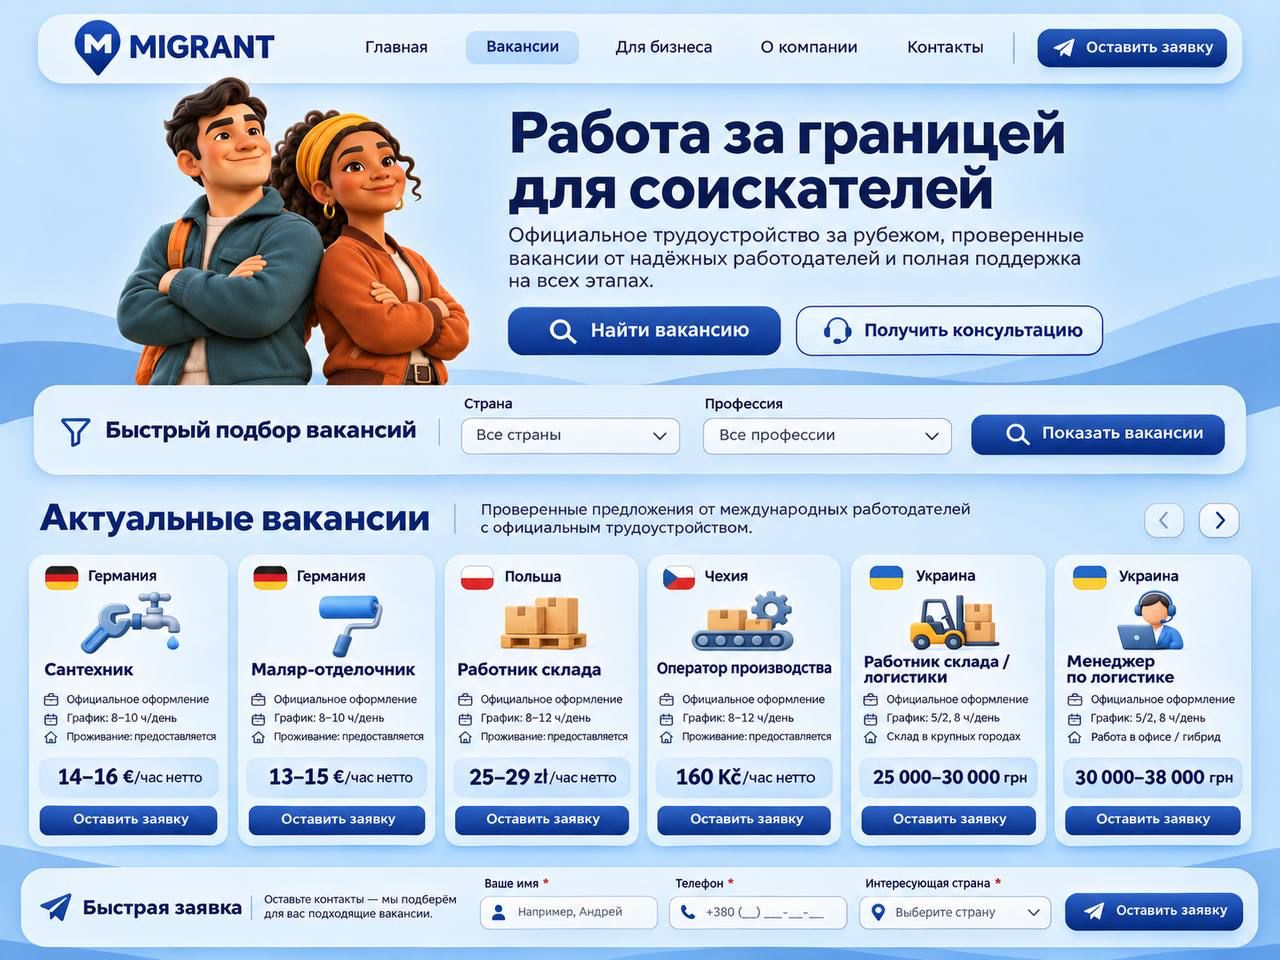 M MIGRANT
Главная
Вакансии
Для бизнеса
О компании
Контакты
Оставить заявку
Работа за границей
для соискателей
Официальное трудоустройство за рубежом, проверенные
вакансии от надёжных работодателей и полная поддержка
на всех этапах.
Найти вакансию
Получить консультацию
Быстрый подбор вакансий
Страна
Все страны
Профессия
Все профессии
Показать вакансии
Актуальные вакансии
Проверенные предложения от международных работодателей
с официальным трудоустройством.
Германия
Сантехник
Официальное оформление
График: 8–10 ч/день
Проживание: предоставляется
14–16 €/час нетто
Оставить заявку
Германия
Маляр-отделочник
Официальное оформление
График: 8–10 ч/день
Проживание: предоставляется
13–15 €/час нетто
Оставить заявку
Польша
Работник склада
Официальное оформление
График: 8–12 ч/день
Проживание: предоставляется
25–29 zł/час нетто
Оставить заявку
Чехия
Оператор производства
Официальное оформление
График: 8–12 ч/день
Проживание: предоставляется
160 Kč/час нетто
Оставить заявку
Украина
Работник склада /
логистики
Официальное оформление
График: 5/2, 8 ч/день
Склад в крупных городах
25 000–30 000 грн
Оставить заявку
Украина
Менеджер
по логистике
Официальное оформление
График: 5/2, 8 ч/день
Работа в офисе / гибрид
30 000–38 000 грн
Оставить заявку
Быстрая заявка
Оставьте контакты — мы подберём
для вас подходящие вакансии.
Ваше имя *
Например, Андрей
Телефон *
+380 (__) ___-__-__
Интересующая страна *
Выберите страну
Оставить заявку